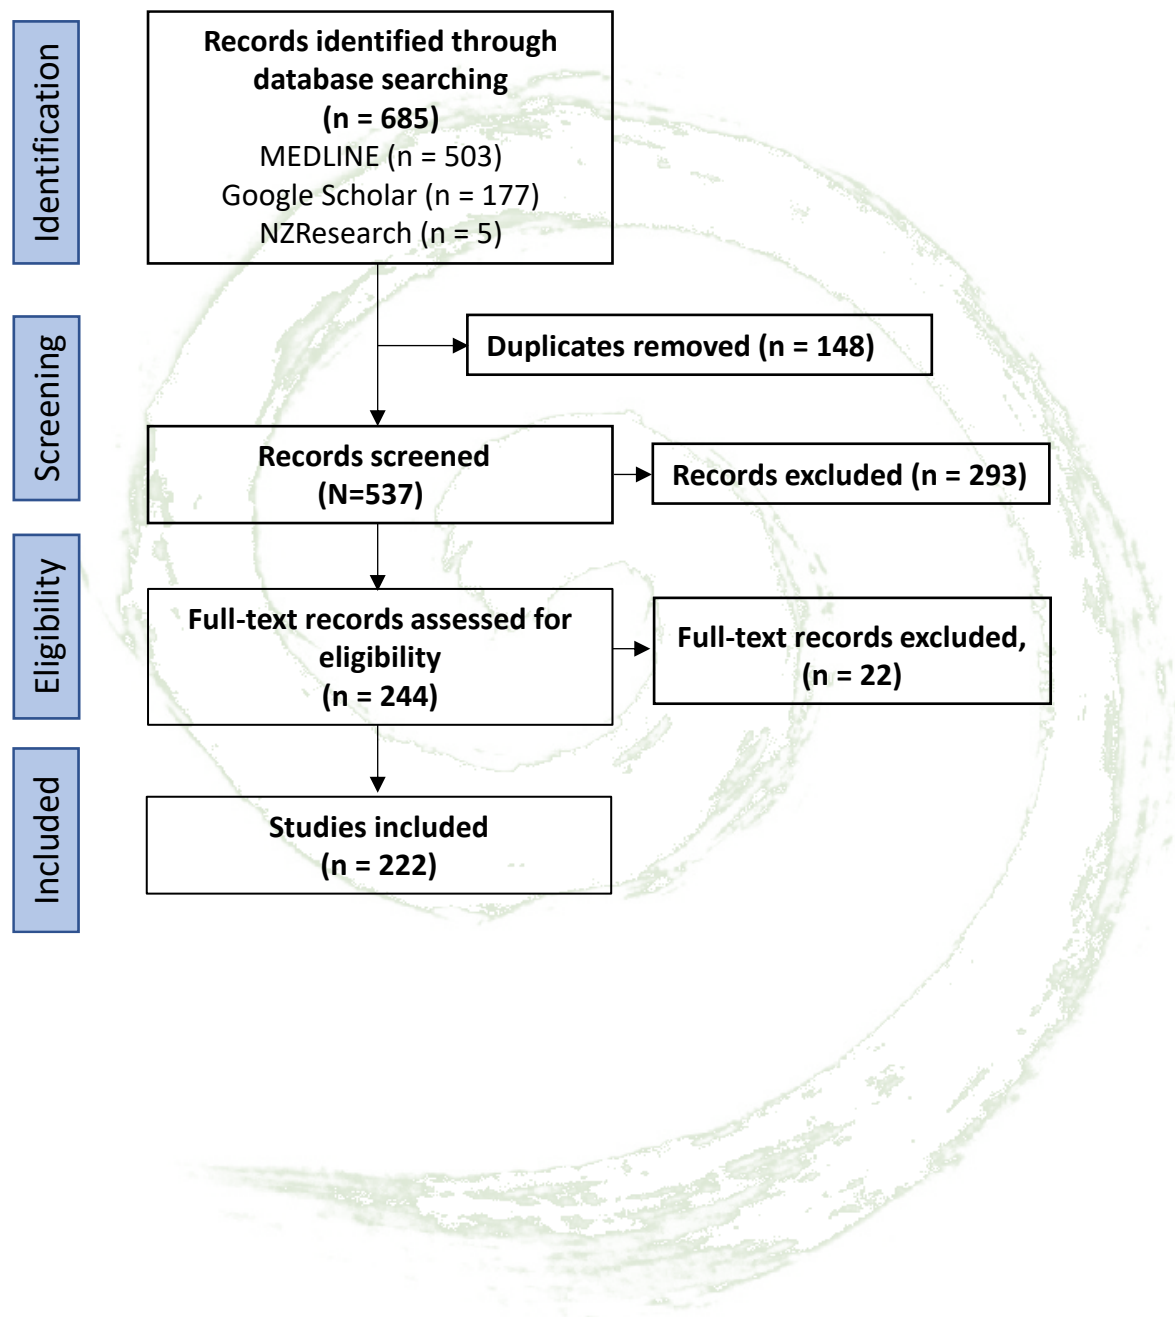 Identification
Records identified through
database searching
(n = 685)
MEDLINE (n = 503)
Google Scholar (n = 177)
NZResearch (n = 5)
Screening
Duplicates removed (n = 148)
Records screened
(N=537)
Records excluded (n = 293)
Eligibility
Full-text records assessed for
eligibility
(n = 244)
Full-text records excluded,
(n = 22)
Included
Studies included
(n = 222)